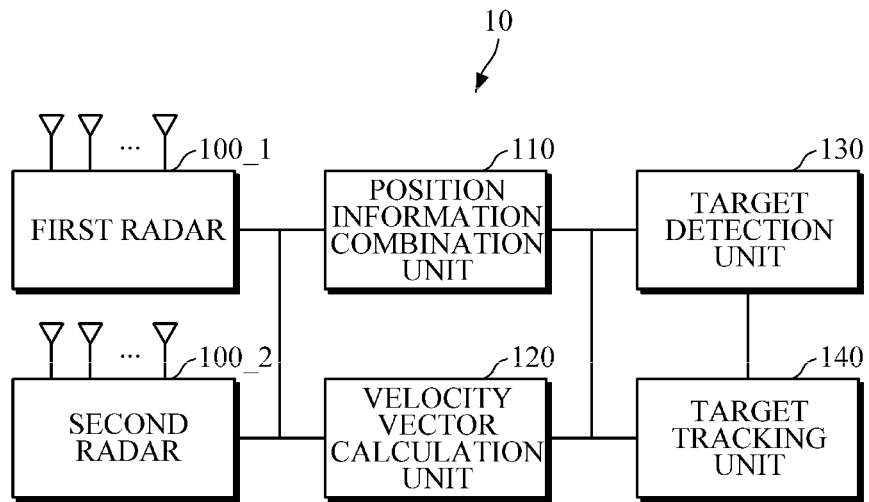 10
...
100_1
FIRST RADAR
110
POSITION
INFORMATION
COMBINATION
UNIT
130
TARGET
DETECTION
UNIT
...
100_2
SECOND
RADAR
120
VELOCITY
VECTOR
CALCULATION
UNIT
140
TARGET
TRACKING
UNIT